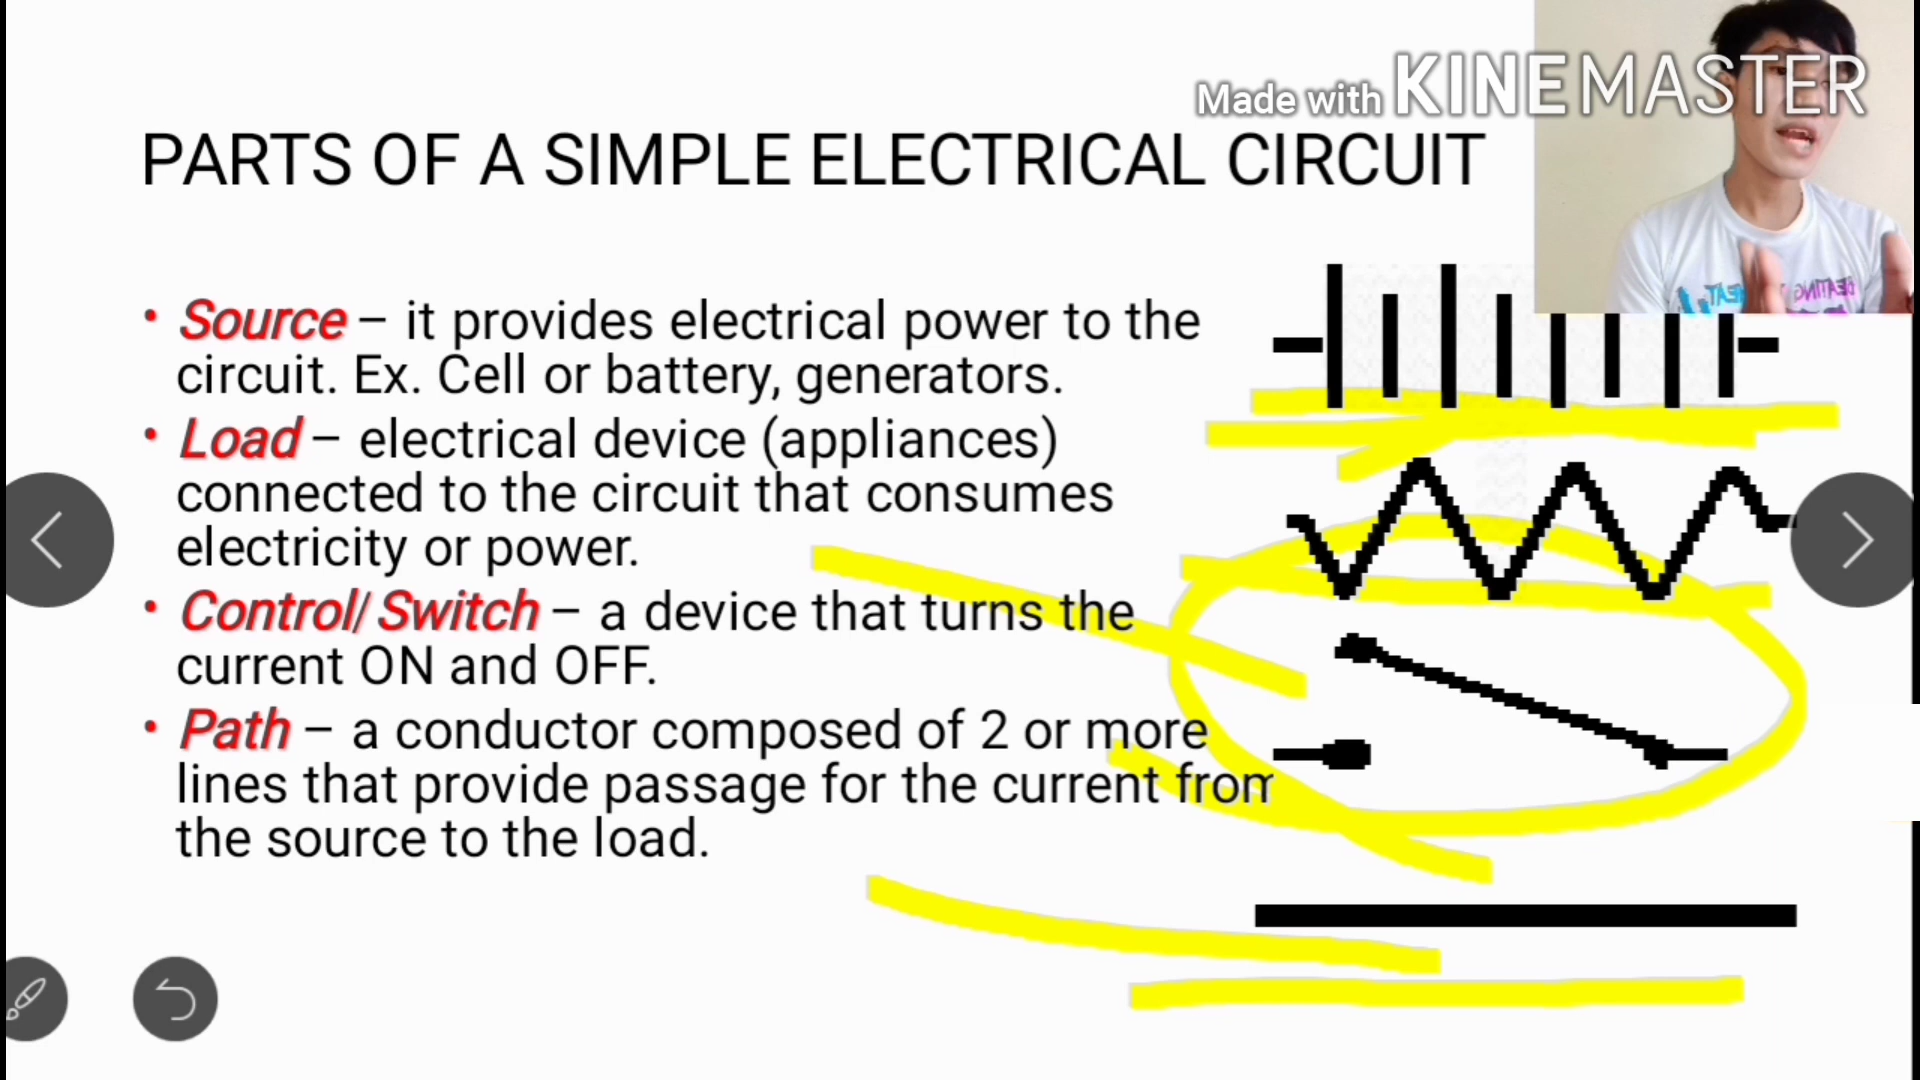 Made with KINEMASTER
PARTS OF A SIMPLE ELECTRICAL CIRCUIT
• Source – it provides electrical power to the
circuit. Ex. Cell or battery, generators.
• Load – electrical device (appliances)
connected to the circuit that consumes
electricity or power.
• Control/Switch – a device that turns the
current ON and OFF.
• Path – a conductor composed of 2 or more
lines that provide passage for the current from
the source to the load.